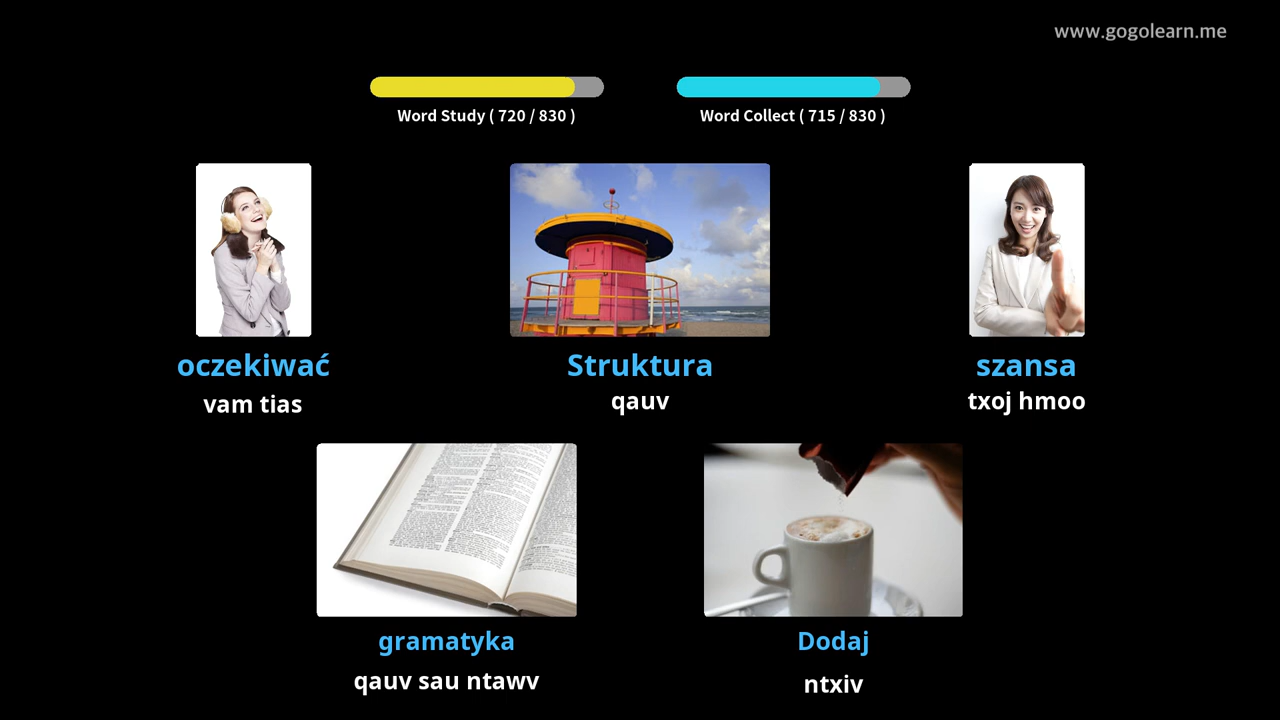 www.gogolearn.me
Word Study ( 720 / 830 )
Word Collect ( 715 / 830 )
oczekiwać
vam tias
Struktura
qauv
szansa
txoj hmoo
gramatyka
qauv sau ntawv
Dodaj
ntxiv